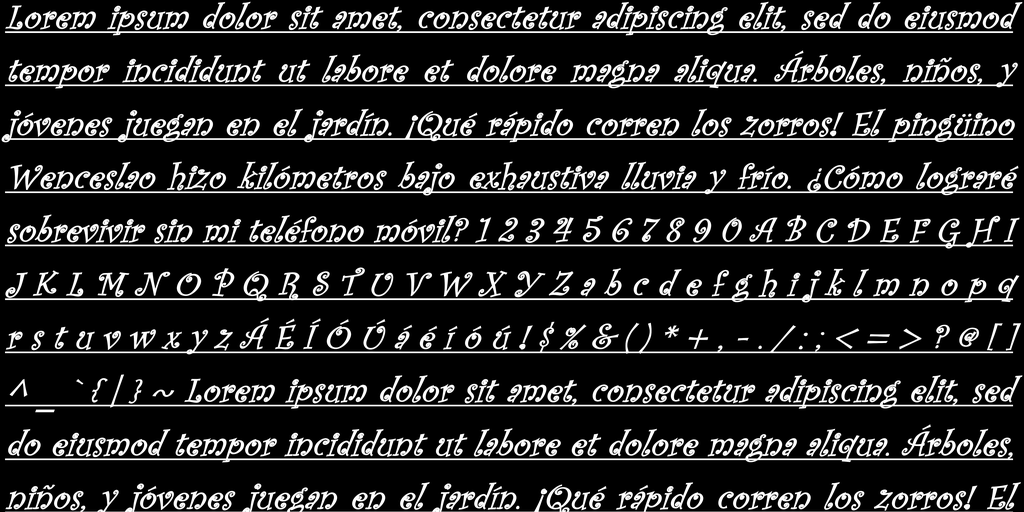 Lorem ipsum dolor sit amet, consectetur adipiscing elit, sed do eiusmod
tempor incididunt ut labore et dolore magna aliqua. Árboles, niños, y
jóvenes juegan en el jardín. ¡Qué rápido corren los zorros! El pingüino
Wenceslao hizo kilómetros bajo exhaustiva lluvia y frío. ¿Cómo lograré
sobrevivir sin mi teléfono móvil? 1 2 3 4 5 6 7 8 9 0 A B C D E F G H I
J K L M N O P Q R S T U V W X Y Z a b c d e f g h i j k l m n o p q
r s t u v w x y z Á É Í Ó Ú á é í ó ú ! $ % & ( ) * + , - . / : ; < = > ? @ [ ]
^ _ ` { | } ~ Lorem ipsum dolor sit amet, consectetur adipiscing elit, sed
do eiusmod tempor incididunt ut labore et dolore magna aliqua. Árboles,
niños, y jóvenes juegan en el jardín. ¡Qué rápido corren los zorros! El